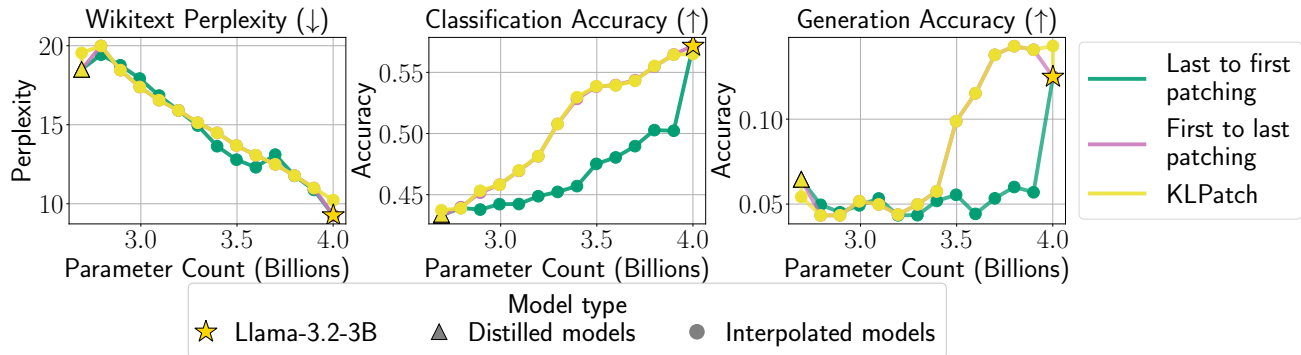 Wikitext Perplexity (↓)
Perplexity
20
15
10
3.0 3.5 4.0
Parameter Count (Billions)
Classification Accuracy (↑)
Accuracy
0.55
0.50
0.45
3.0 3.5 4.0
Parameter Count (Billions)
Generation Accuracy (↑)
Accuracy
0.10
0.05
3.0 3.5 4.0
Parameter Count (Billions)
Last to first
patching
First to last
patching
KLPatch
Model type
Llama-3.2-3B Distilled models Interpolated models